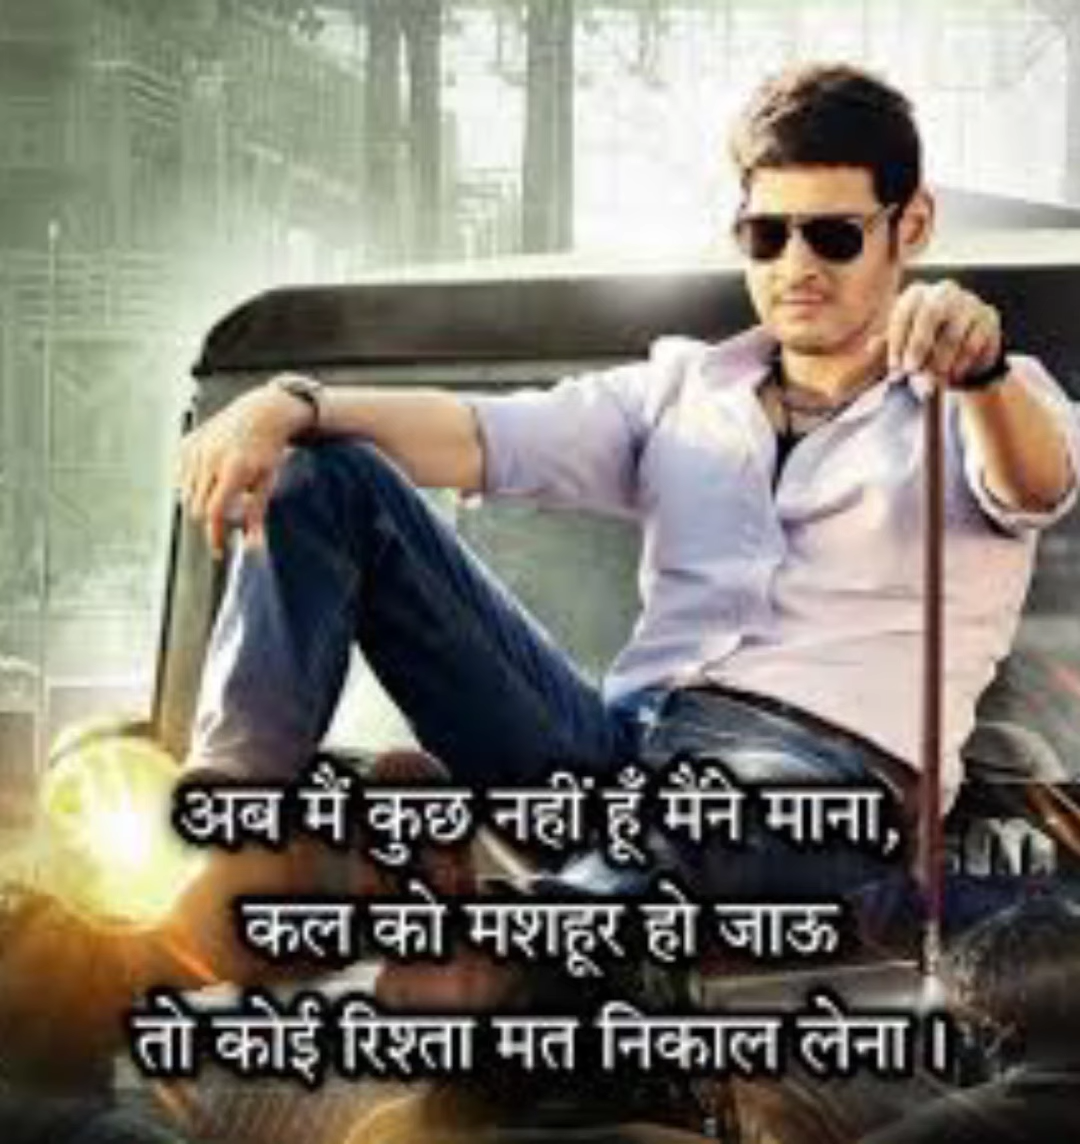 अब मैं कुछ नहीं हूँ मैंने माना,
कल को मशहूर हो जाऊ
तो कोई रिश्ता मत निकाल लेना।